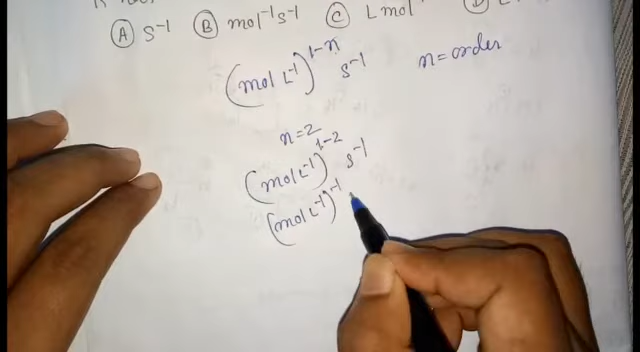 Ⓐ S⁻¹ Ⓑ mol⁻¹s⁻¹ Ⓒ L mol Ⓓ
(mol L⁻¹)¹⁻ⁿ s⁻¹ n=order
n=2
(mol L⁻¹)¹⁻² s⁻¹
(mol L⁻¹)⁻¹